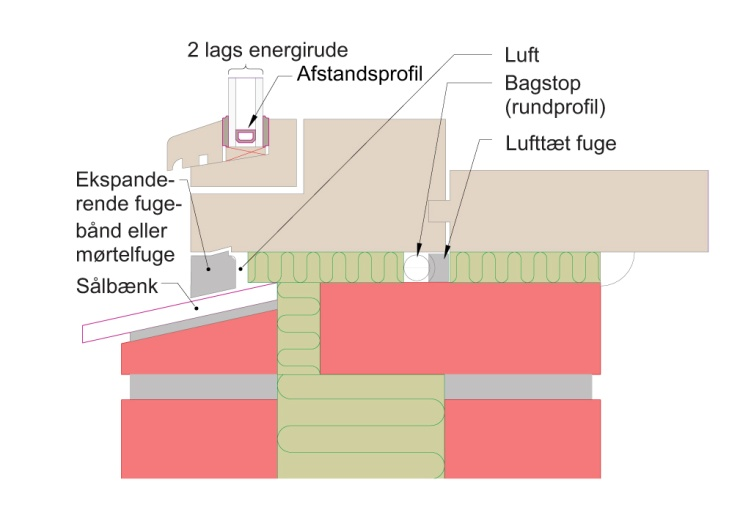 2 lags energirude
Afstandsprofil
Luft
Bagstop
(rundprofil)
Lufttæt fuge
Ekspande-
rende fuge-
bånd eller
mørtelfuge
Sålbænk